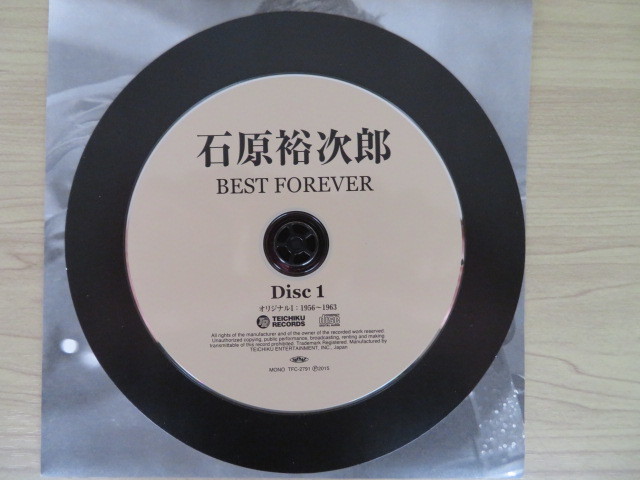 石原裕次郎
BEST FOREVER
Disc 1
オリジナル1:1956～1963
TEICHIKU
RECORDS
All rights of the manufacturer and of the owner of the recorded work reserved.
Unauthorized copying, public performance, broadcasting, renting and making
transmittable of this record prohibited. Trademark Registered. Manufactured by
TEICHIKU ENTERTAINMENT, INC., Japan
MONO TFC-2791 Ⓟ2015